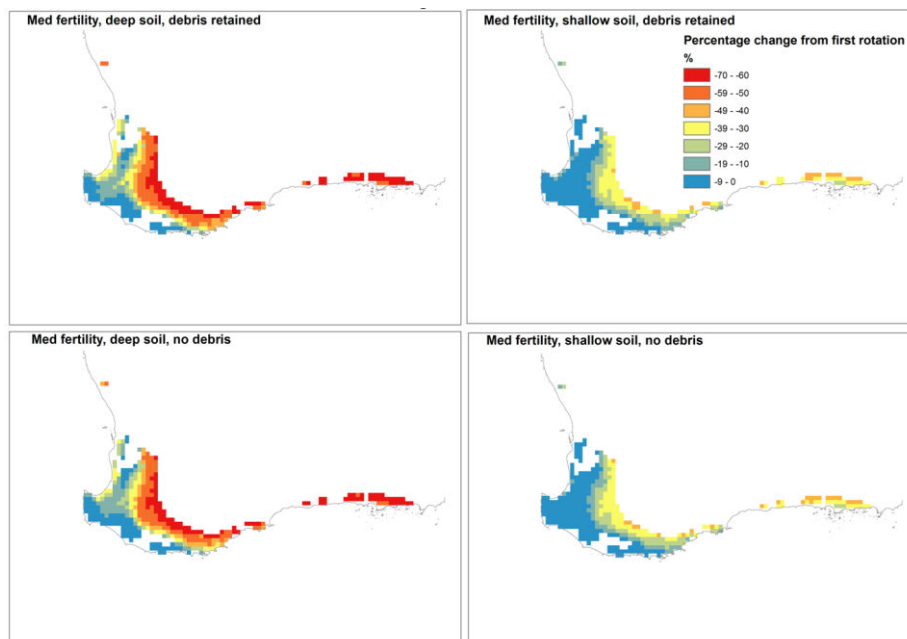 Med fertility, deep soil, debris retained
Med fertility, shallow soil, debris retained
Percentage change from first rotation
%
-70 - -60
-59 - -50
-49 - -40
-39 - -30
-29 - -20
-19 - -10
-9 - 0
Med fertility, deep soil, no debris
Med fertility, shallow soil, no debris